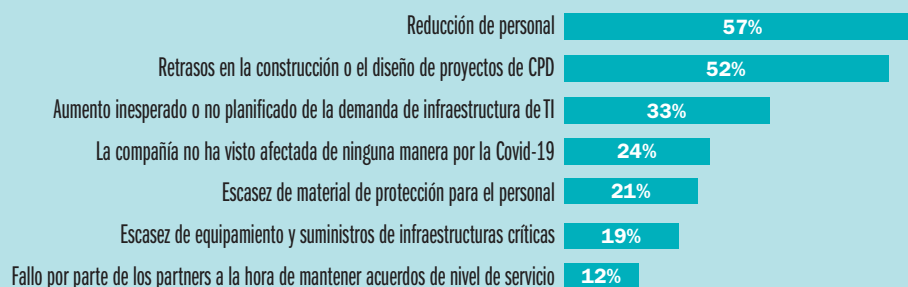 Reducción de personal 57%
Retrasos en la construcción o el diseño de proyectos de CPD 52%
Aumento inesperado o no planificado de la demanda de infraestructura de TI 33%
La compañía no ha visto afectada de ninguna manera por la Covid-19 24%
Escasez de material de protección para el personal 21%
Escasez de equipamiento y suministros de infraestructuras críticas 19%
Fallo por parte de los partners a la hora de mantener acuerdos de nivel de servicio 12%